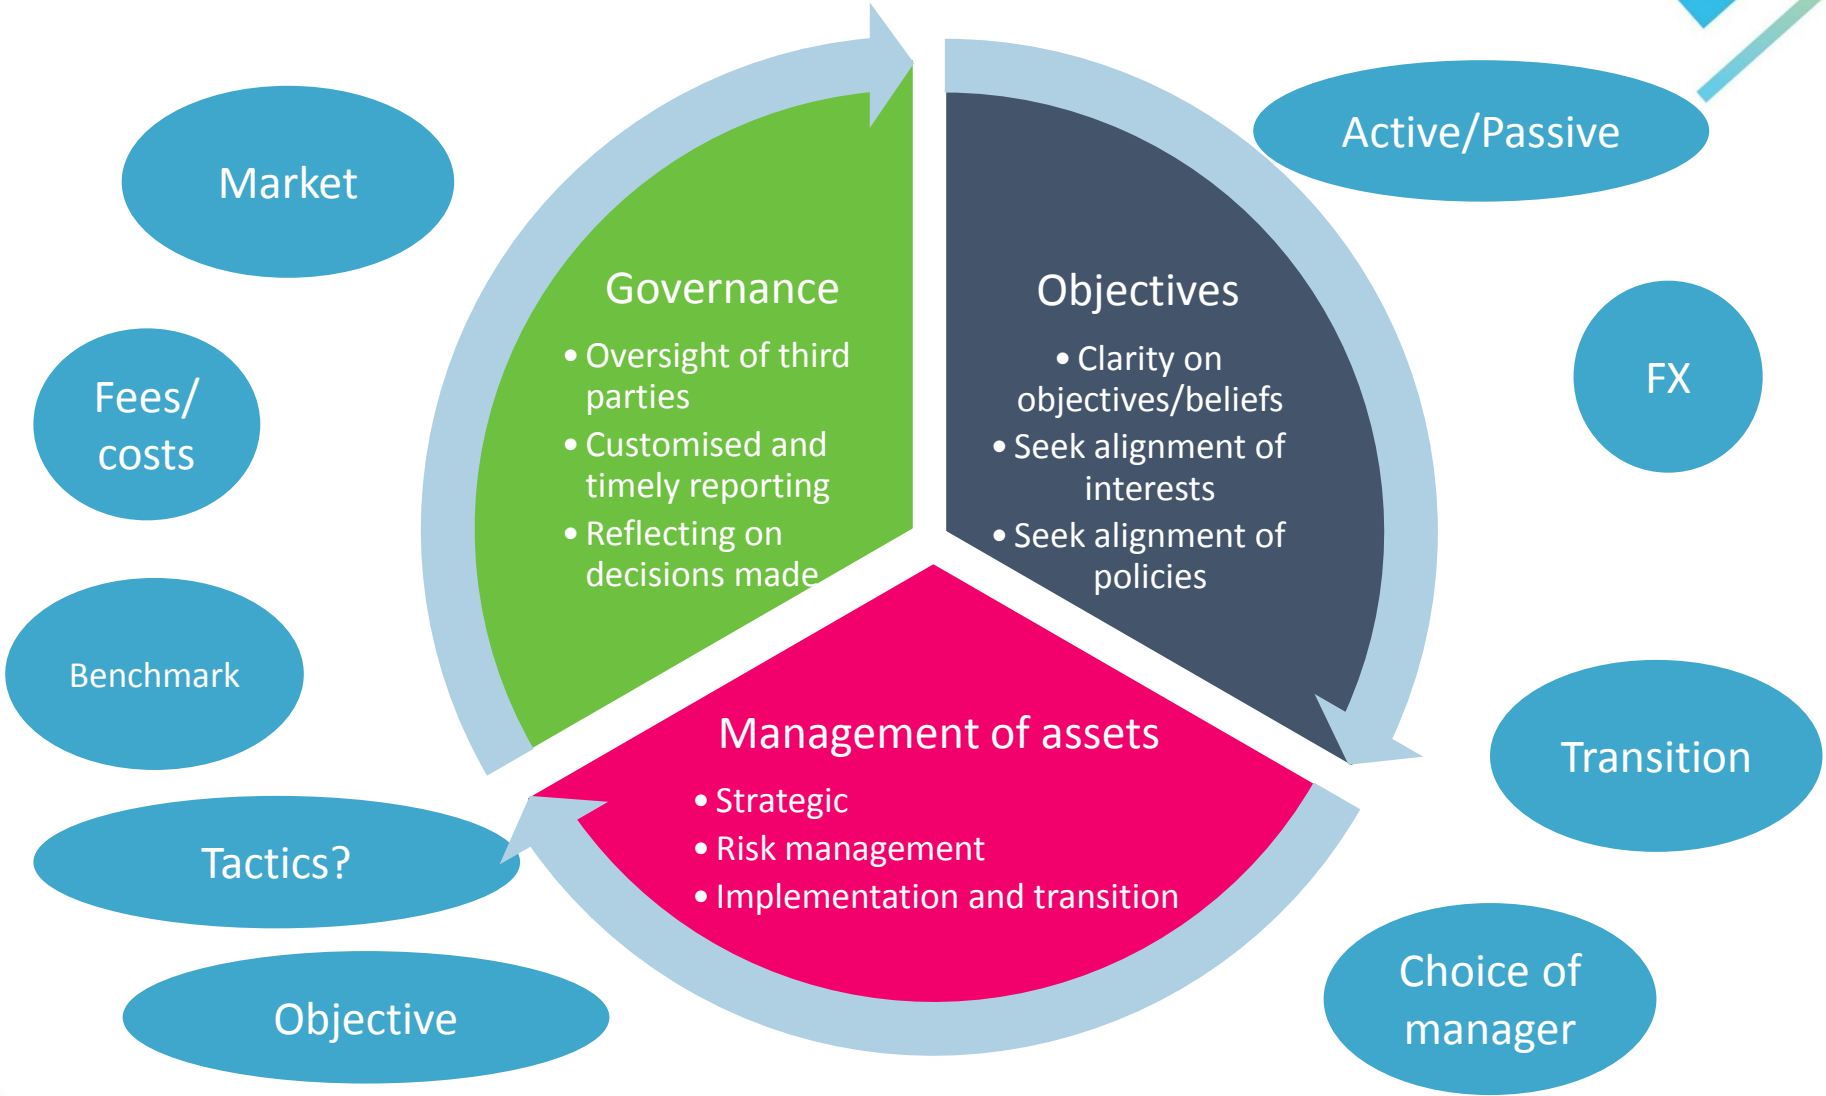 Market
Fees/
costs
Benchmark
Tactics?
Objective
Governance
• Oversight of third
parties
• Customised and
timely reporting
• Reflecting on
decisions made
Objectives
• Clarity on
objectives/beliefs
• Seek alignment of
interests
• Seek alignment of
policies
Management of assets
• Strategic
• Risk management
• Implementation and transition
Active/Passive
FX
Transition
Choice of
manager